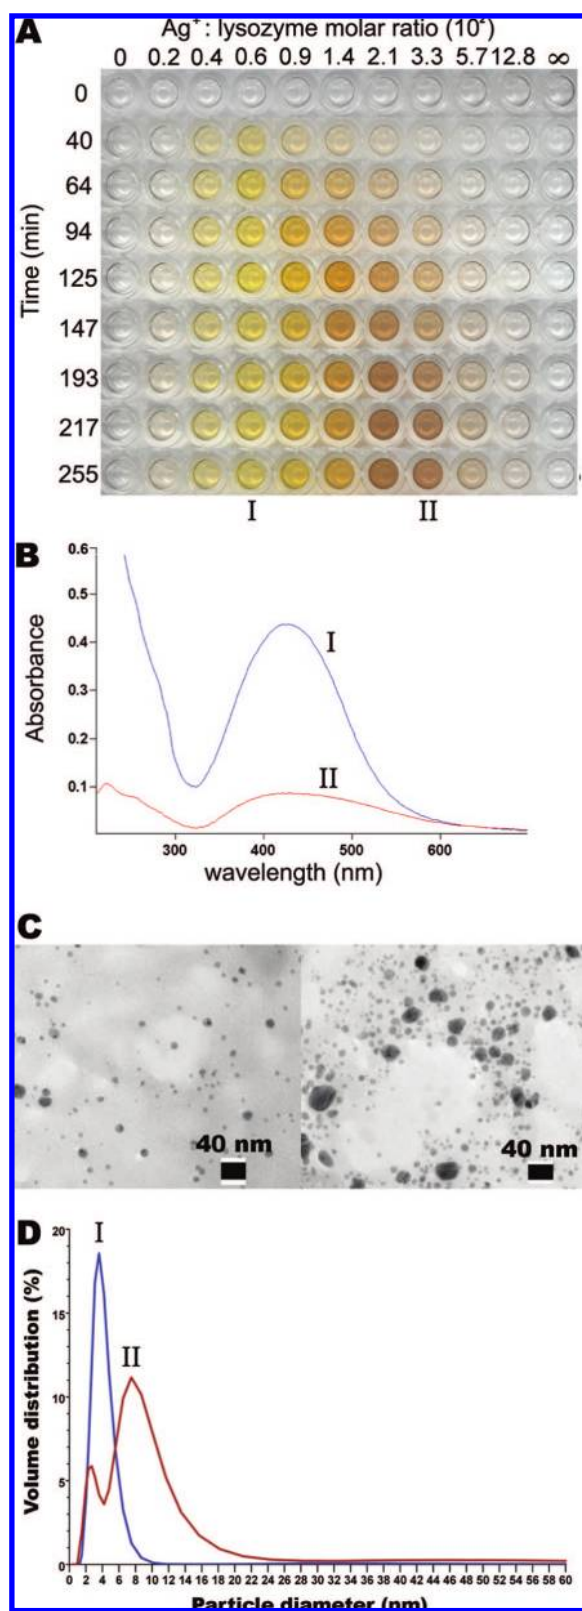 A
Ag⁺: lysozyme molar ratio (10²)
0 0.2 0.4 0.6 0.9 1.4 2.1 3.3 5.7 12.8 ∞
Time (min)
0
40
64
94
125
147
193
217
255
I II
B
Absorbance
0.6
0.5
0.4
0.3
0.2
0.1
I
II
300 400 500 600
wavelength (nm)
C
40 nm 40 nm
D
Volume distribution (%)
20
15
10
5
0
I
II
0 2 4 6 8 10 12 14 16 18 20 22 24 26 28 30 32 34 36 38 40 42 44 46 48 50 52 54 56 58 60
Particle diameter (nm)